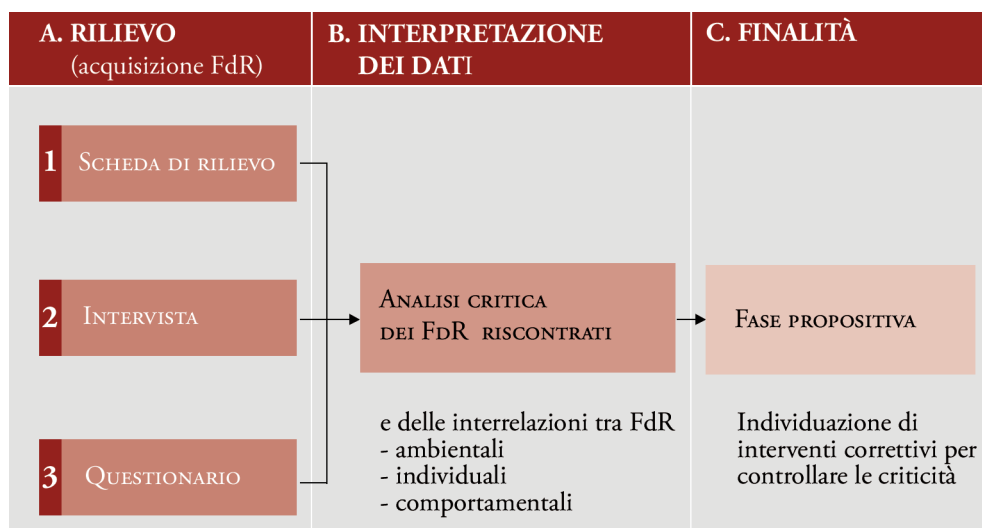 A. RILIEVO
(acquisizione FdR)
B. INTERPRETAZIONE
DEI DATI
C. FINALITÀ
1 SCHEDA DI RILIEVO
2 INTERVISTA
3 QUESTIONARIO
ANALISI CRITICA
DEI FDR RISCONTRATI
e delle interrelazioni tra FdR
- ambientali
- individuali
- comportamentali
FASE PROPOSITIVA
Individuazione di
interventi correttivi per
controllare le criticità